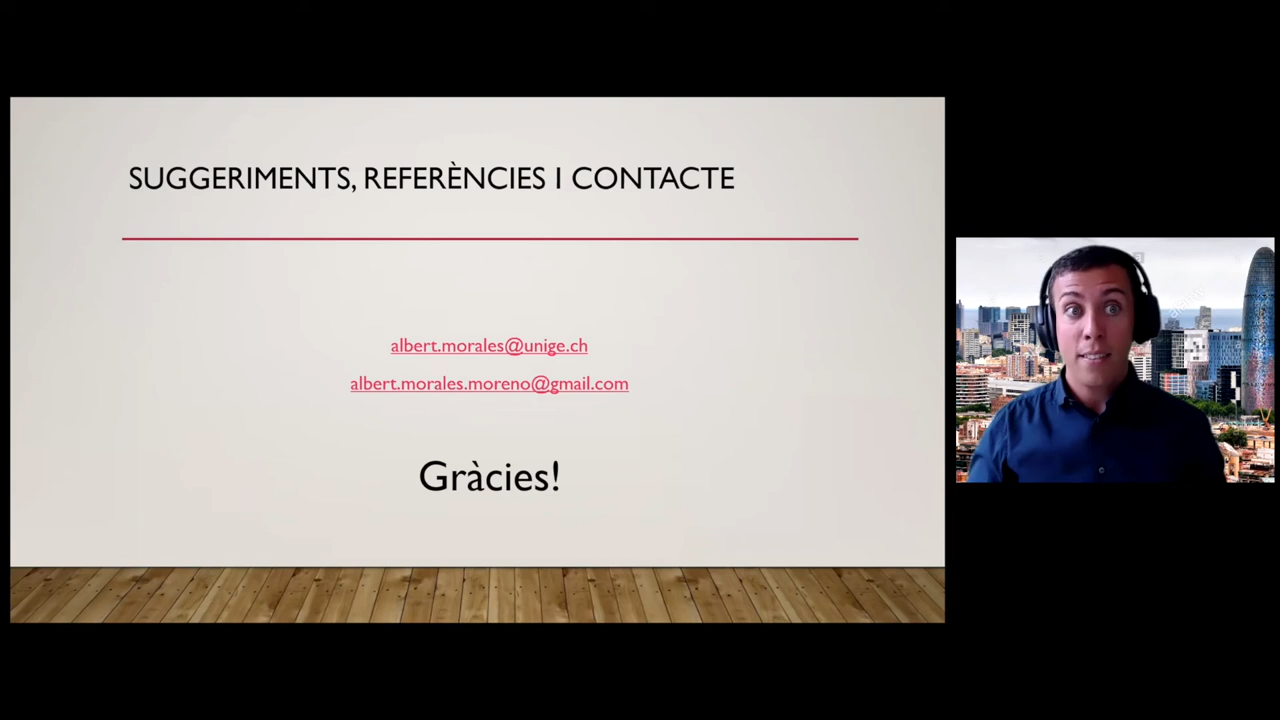 SUGGERIMENTS, REFERÈNCIES I CONTACTE
albert.morales@unige.ch
albert.morales.moreno@gmail.com
Gràcies!